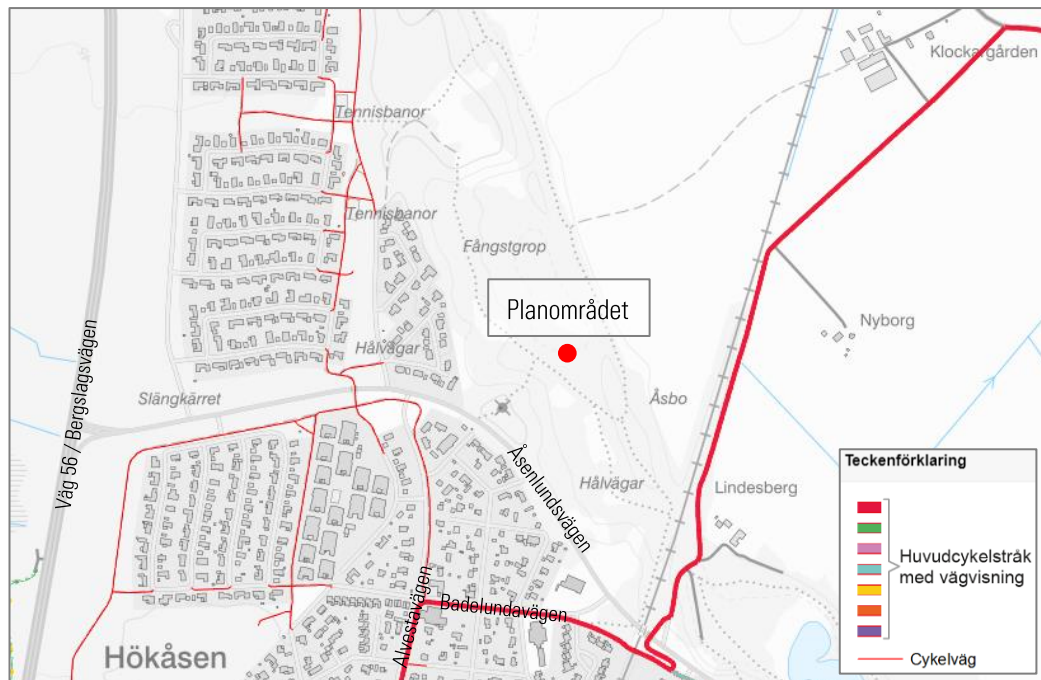 Klockargården
Tennisbanor
Tennisbanor
Fångstgrop
Planområdet
Nyborg
Hålvägar
Slängkärret
Åsbo
Väg 56 / Bergslagsvägen
Åsenlundsvägen
Hålvägar
Lindesberg
Alvestavägen
Badelundavägen
Hökåsen
Teckenförklaring
Huvudcykelstråk
med vägvisning
Cykelväg